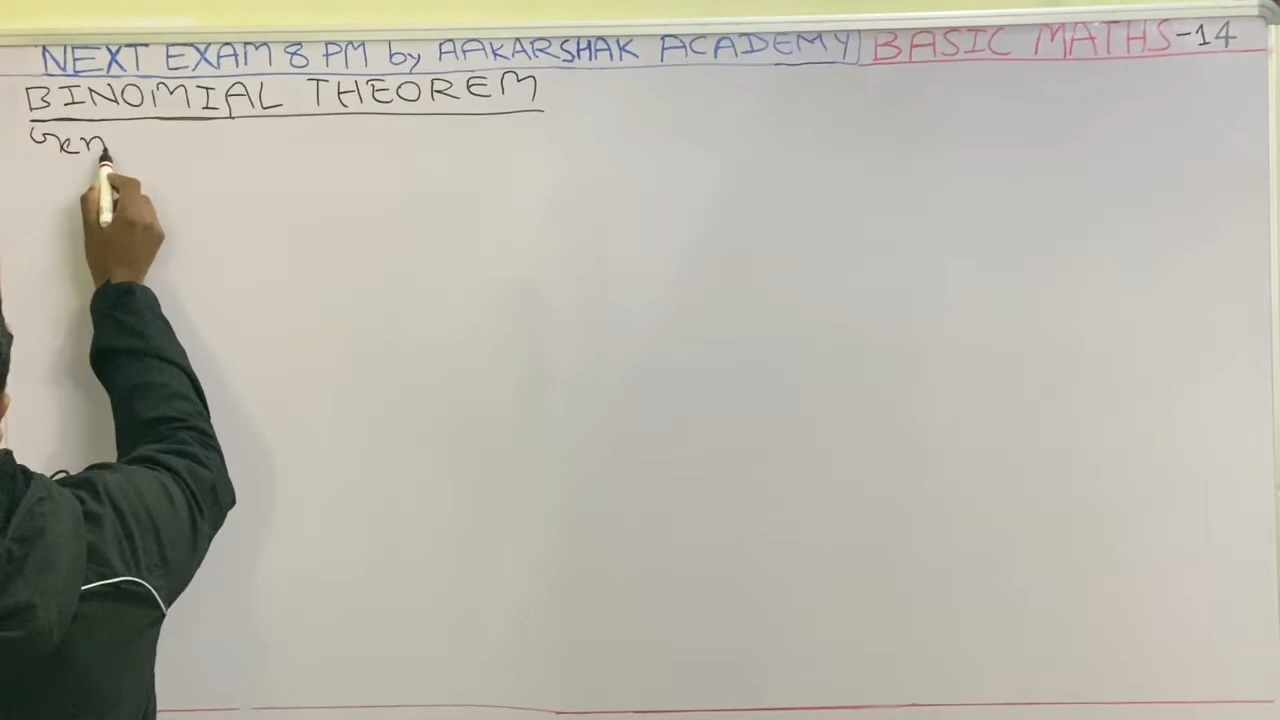 NEXT EXAM 8 PM by AAKARSHAK ACADEMY BASIC MATHS-14
BINOMIAL THEOREM
Gen